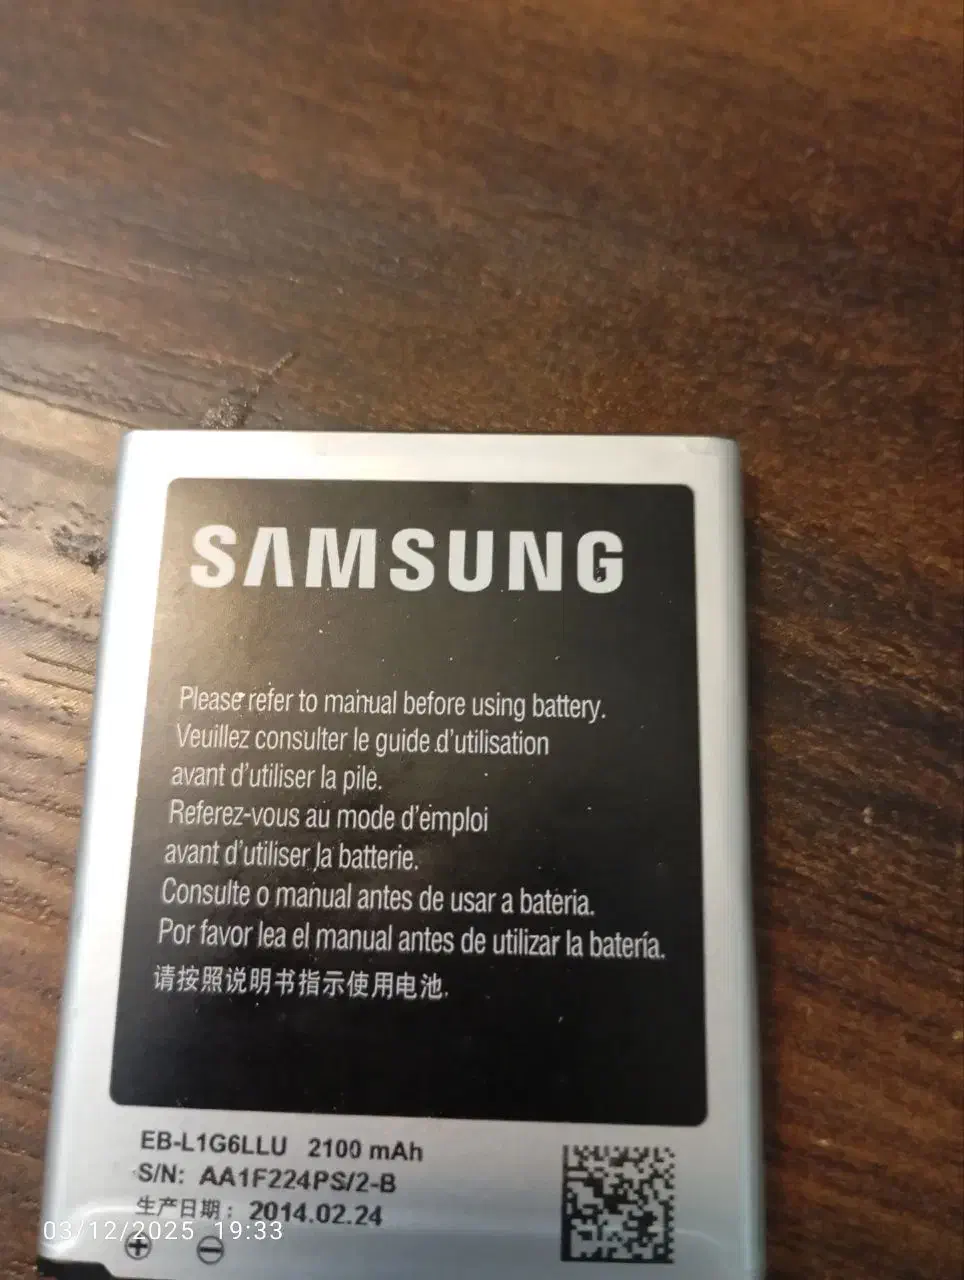 SAMSUNG
Please refer to manual before using battery.
Veuillez consulter le guide d'utilisation
avant d'utiliser la pile.
Referez-vous au mode d'emploi
avant d'utiliser la batterie.
Consulte o manual antes de usar a bateria.
Por favor lea el manual antes de utilizar la batería.
请按照说明书指示使用电池.
EB-L1G6LLU 2100 mAh
S/N: AA1F224PS/2-B
生产日期: 2014.02.24
03/12/2025 19:33
+ −